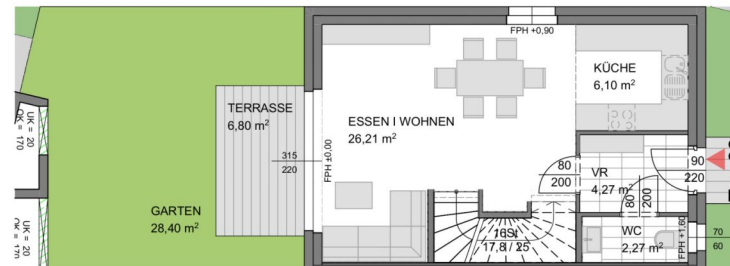 FPH +0,90
KÜCHE
6,10 m²
TERRASSE
6,80 m²
ESSEN I WOHNEN
26,21 m²
UK = 20
OK = 170
315
220
FPH ±0,00
80
200
VR
4,27 m²
90
220
80
200
GARTEN
28,40 m²
16St
17,8 / 25
WC
2,27 m²
FPH +1,60
70
60
UK = 20
OK = 170